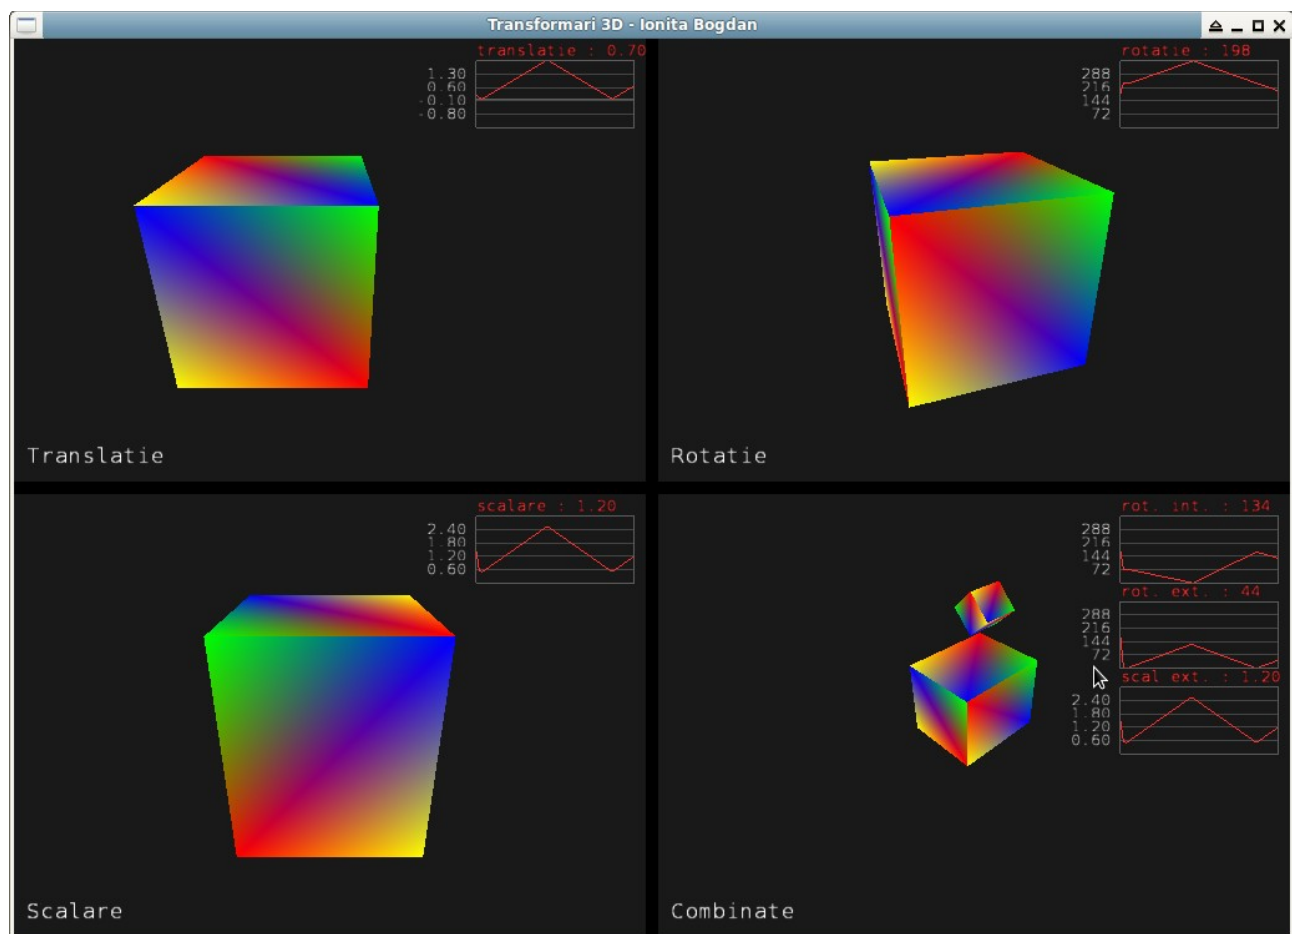 Transformari 3D - Ionita Bogdan
translatie : 0.70
1.30
0.60
-0.10
-0.80
Translatie
rotatie : 198
288
216
144
72
Rotatie
scalare : 1.20
2.40
1.80
1.20
0.60
Scalare
rot. int. : 134
288
216
144
72
rot. ext. : 44
288
216
144
72
scal ext. : 1.20
2.40
1.80
1.20
0.60
Combinate